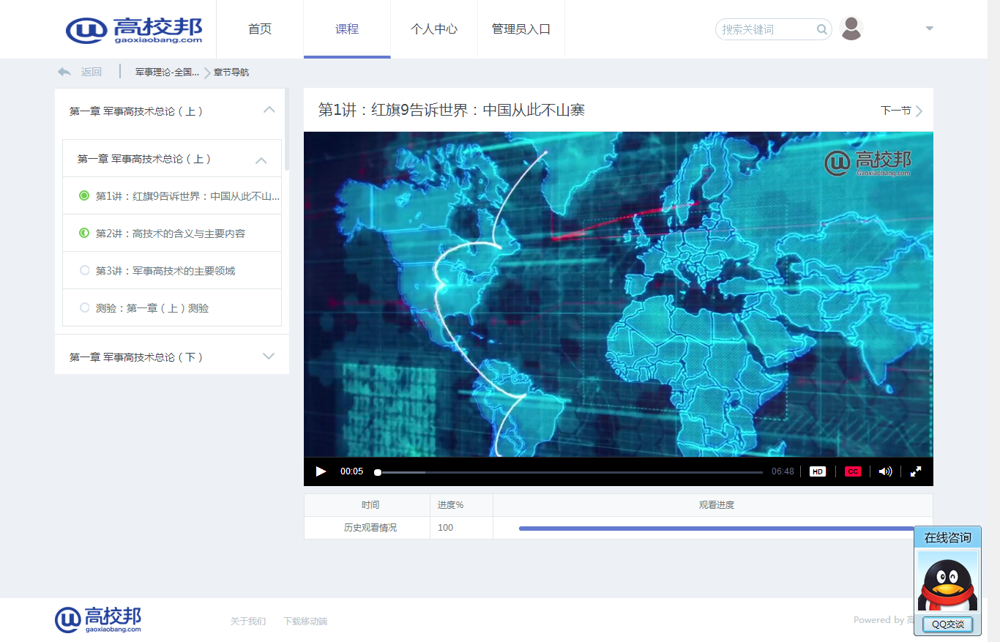 高校邦
gaoxiaobang.com
首页
课程
个人中心
管理员入口
搜索关键词
返回
军事理论-全国...
章节导航
第一章 军事高技术总论（上）
第一章 军事高技术总论（上）
第1讲：红旗9告诉世界：中国从此不山...
第2讲：高技术的含义与主要内容
第3讲：军事高技术的主要领域
测验：第一章（上）测验
第一章 军事高技术总论（下）
第1讲：红旗9告诉世界：中国从此不山寨
下一节
高校邦
Gaoxiaobang.com
00:05
06:48
HD
CC
时间
进度%
观看进度
历史观看情况
100
在线咨询
QQ交谈
高校邦
gaoxiaobang.com
关于我们
下载移动端
Powered by 高